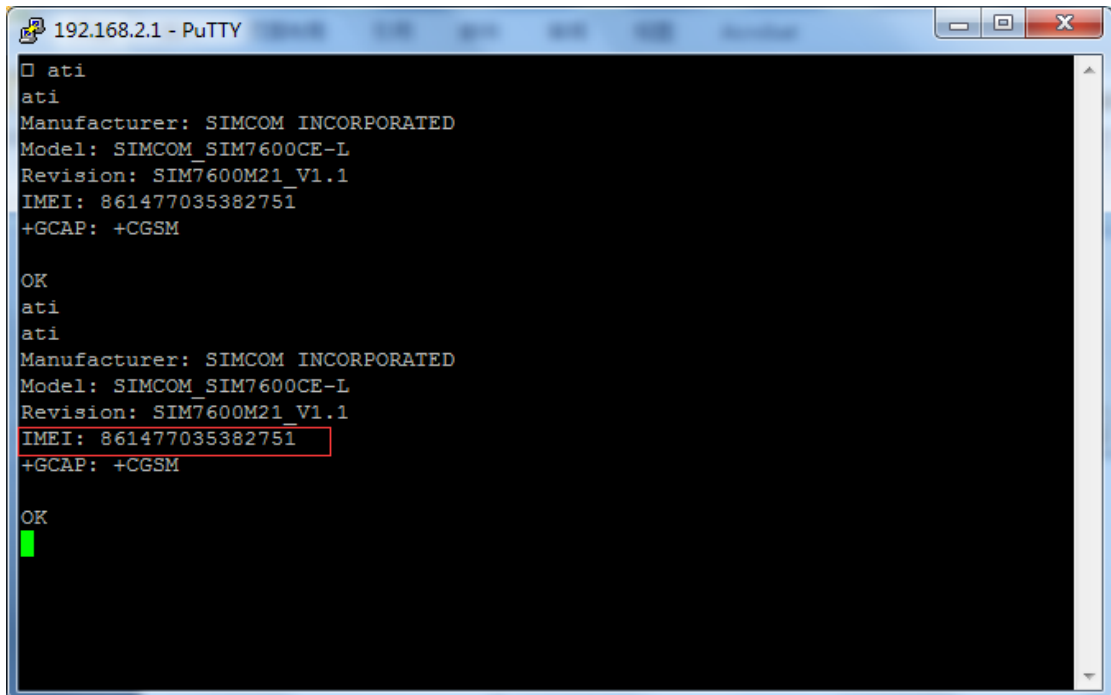 192.168.2.1 - PuTTY
ati
ati
Manufacturer: SIMCOM INCORPORATED
Model: SIMCOM_SIM7600CE-L
Revision: SIM7600M21_V1.1
IMEI: 861477035382751
+GCAP: +CGSM
OK
ati
ati
Manufacturer: SIMCOM INCORPORATED
Model: SIMCOM_SIM7600CE-L
Revision: SIM7600M21_V1.1
IMEI: 861477035382751
+GCAP: +CGSM
OK